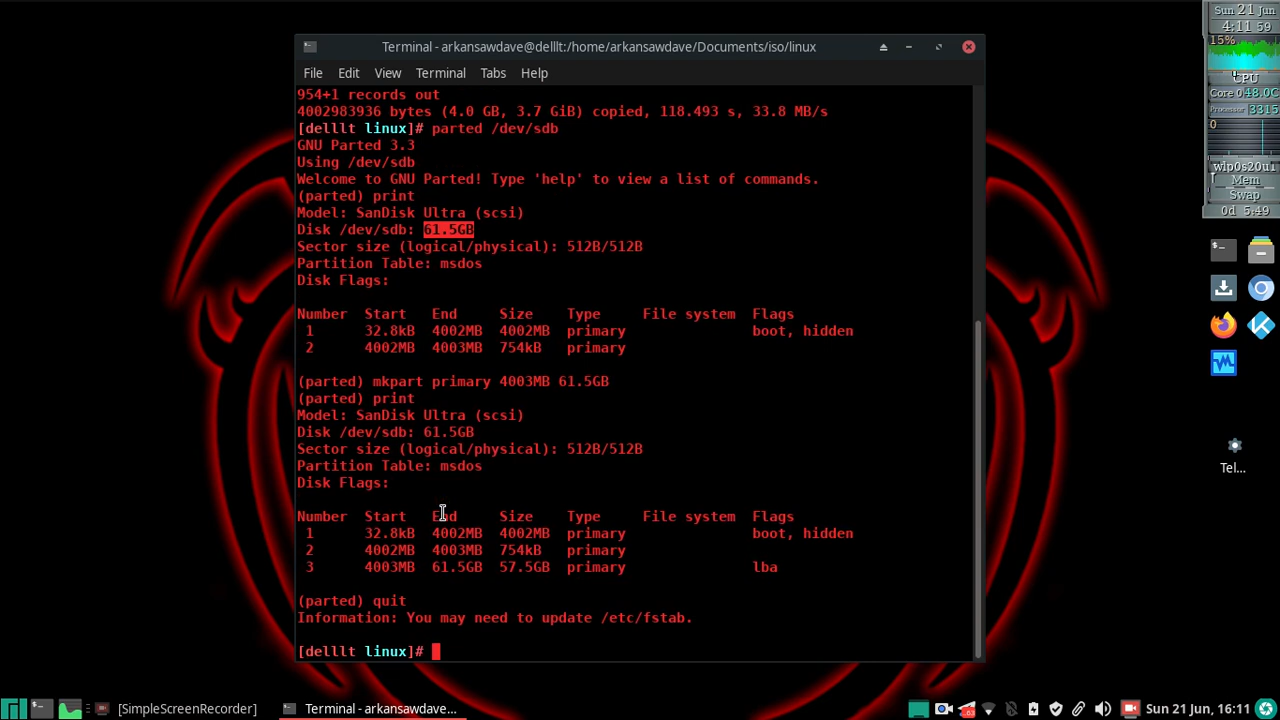 Terminal - arkansawdave@delllt:/home/arkansawdave/Documents/iso/linux
File Edit View Terminal Tabs Help
954+1 records out
4002983936 bytes (4.0 GB, 3.7 GiB) copied, 118.493 s, 33.8 MB/s
[delllt linux]# parted /dev/sdb
GNU Parted 3.3
Using /dev/sdb
Welcome to GNU Parted! Type 'help' to view a list of commands.
(parted) print
Model: SanDisk Ultra (scsi)
Disk /dev/sdb: 61.5GB
Sector size (logical/physical): 512B/512B
Partition Table: msdos
Disk Flags:
Number Start End Size Type File system Flags
1 32.8kB 4002MB 4002MB primary boot, hidden
2 4002MB 4003MB 754kB primary
(parted) mkpart primary 4003MB 61.5GB
(parted) print
Model: SanDisk Ultra (scsi)
Disk /dev/sdb: 61.5GB
Sector size (logical/physical): 512B/512B
Partition Table: msdos
Disk Flags:
Number Start End Size Type File system Flags
1 32.8kB 4002MB 4002MB primary boot, hidden
2 4002MB 4003MB 754kB primary
3 4003MB 61.5GB 57.5GB primary lba
(parted) quit
Information: You may need to update /etc/fstab.
[delllt linux]#
Sun 21 Jun
4:11 59
15%
CPU
Core 0 48.0C
Processor 3315
0
wlp0s20u1
Mem
Swap
0d 5:49
Tel...
[SimpleScreenRecorder]
Terminal - arkansawdave...
Sun 21 Jun, 16:11